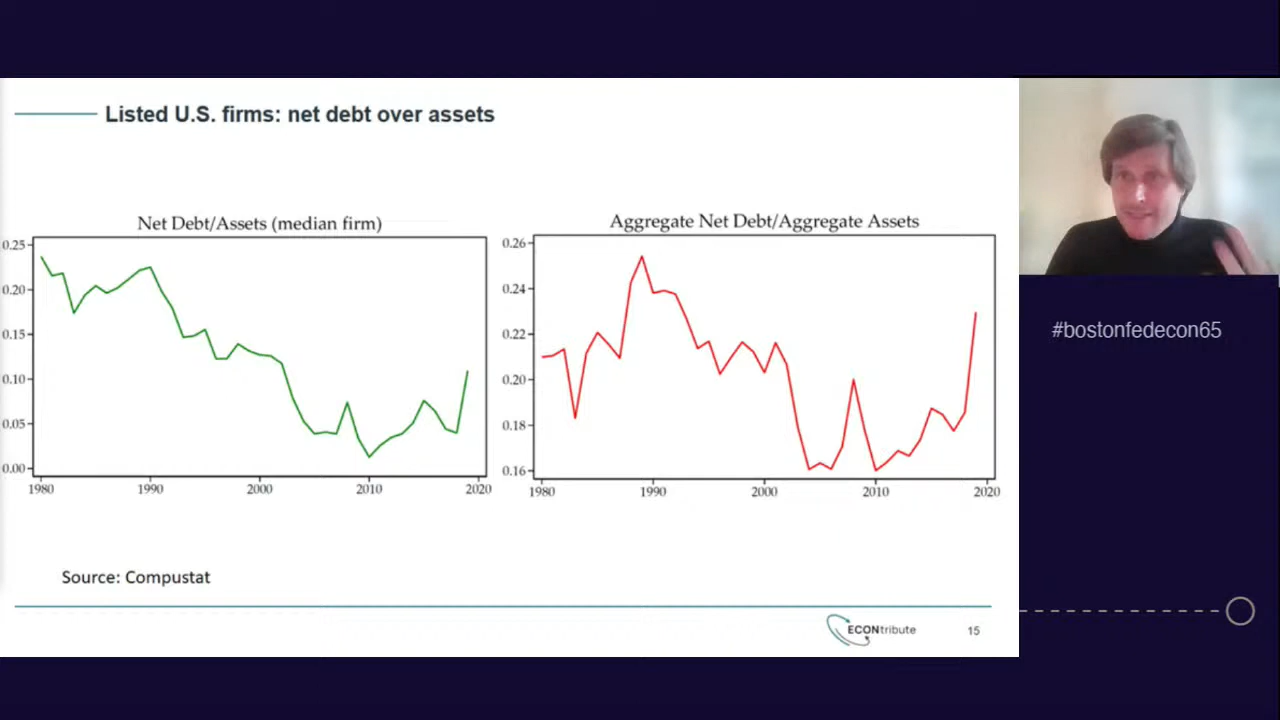 Listed U.S. firms: net debt over assets
Net Debt/Assets (median firm)
0.25
0.20
0.15
0.10
0.05
0.00
1980 1990 2000 2010 2020
Aggregate Net Debt/Aggregate Assets
0.26
0.24
0.22
0.20
0.18
0.16
1980 1990 2000 2010 2020
#bostonfedecon65
Source: Compustat
ECONtribute
15